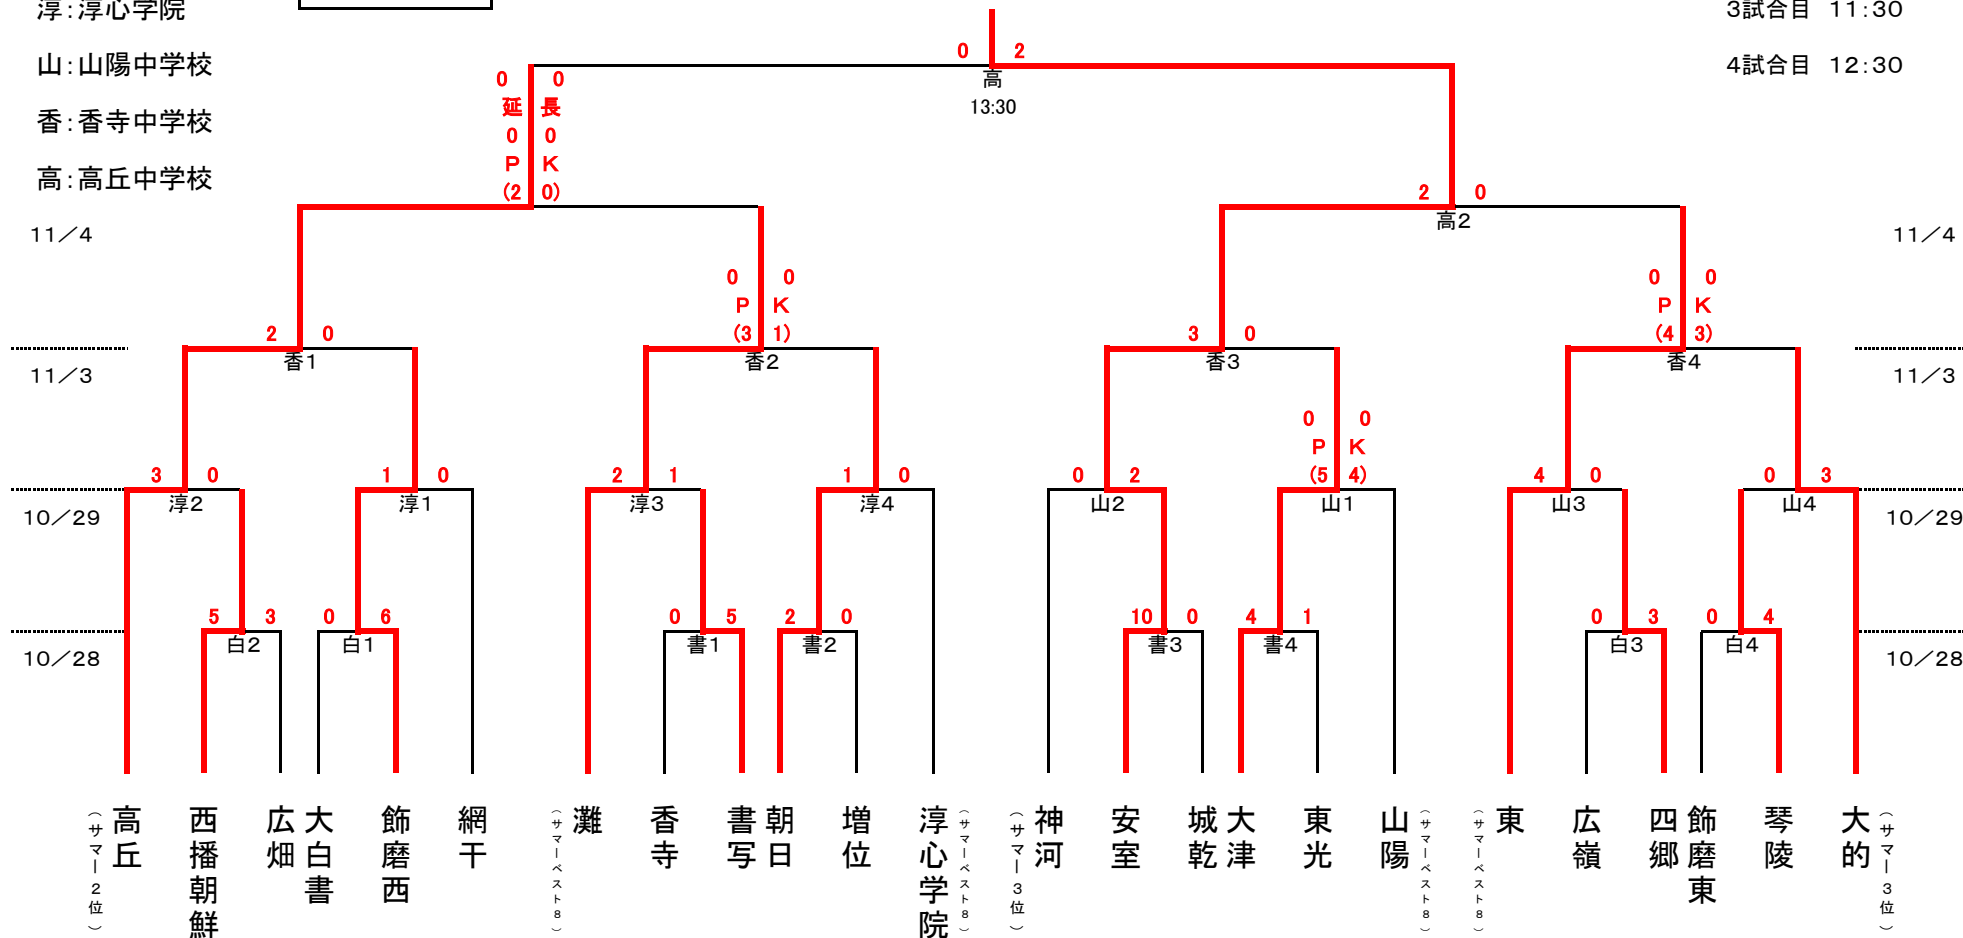 淳：淳心学院
3試合目 11：30
0 2
山：山陽中学校
高
4試合目 12：30
0 0
延 長
13:30
香：香寺中学校
0 0
P K
高：高丘中学校
(2 0)
2 0
高2
11／4
11／4
0 0
P K
0 0
P K
2 0
(3 1)
3 0
(4 3)
香1
香2
香3
香4
11／3
11／3
0 0
P K
3 0
1 0
2 1
1 0
0 2
(5 4)
4 0
0 3
淳2
淳1
淳3
淳4
山2
山1
山3
山4
10／29
10／29
5 3
0 6
0 5
2 0
10 0
4 1
0 3
0 4
白2
白1
書1
書2
書3
書4
白3
白4
10／28
10／28
（サマー2位）
高丘
西播朝鮮
広畑
大白書
飾磨西
網干
（サマーベスト8）
灘
香寺
書写
朝日
増位
淳心学院
（サマーベスト8）
（サマー3位）
神河
安室
城乾
大津
東光
山陽
（サマーベスト8）
（サマーベスト8）
東
広嶺
四郷
飾磨東
琴陵
大的
（サマー3位）